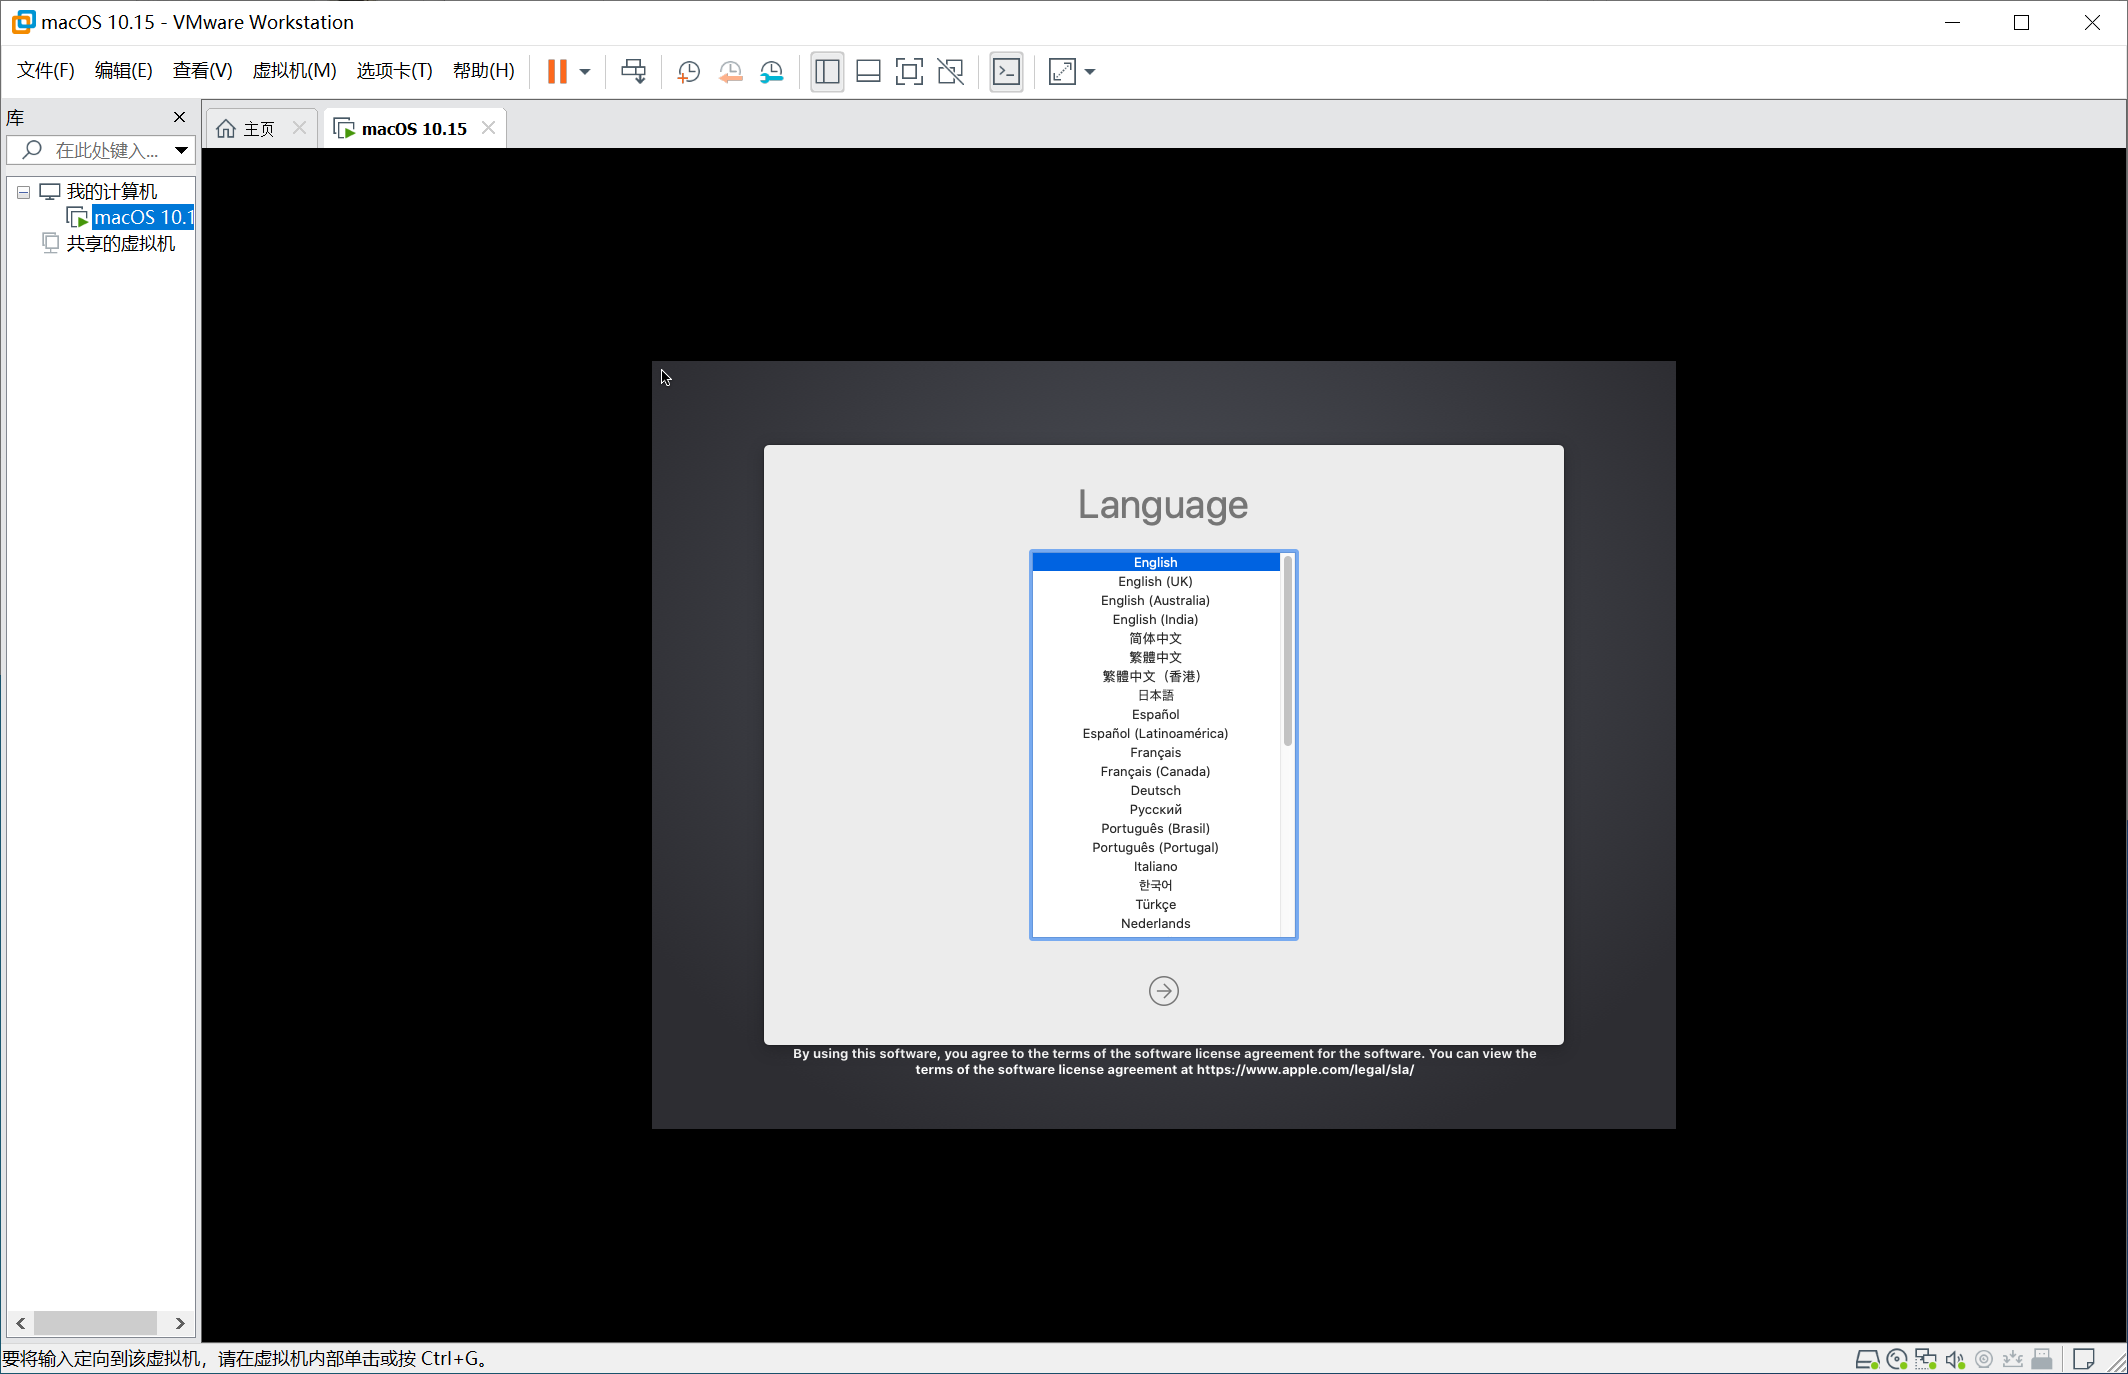 macOS 10.15 - VMware Workstation
文件(F) 编辑(E) 查看(V) 虚拟机(M) 选项卡(T) 帮助(H)
库
在此处键入...
主页
macOS 10.15
我的计算机
macOS 10.1
共享的虚拟机
Language
English
English (UK)
English (Australia)
English (India)
简体中文
繁體中文
繁體中文（香港）
日本語
Español
Español (Latinoamérica)
Français
Français (Canada)
Deutsch
Русский
Português (Brasil)
Português (Portugal)
Italiano
한국어
Türkçe
Nederlands
By using this software, you agree to the terms of the software license agreement for the software. You can view the
terms of the software license agreement at https://www.apple.com/legal/sla/
要将输入定向到该虚拟机，请在虚拟机内部单击或按 Ctrl+G。